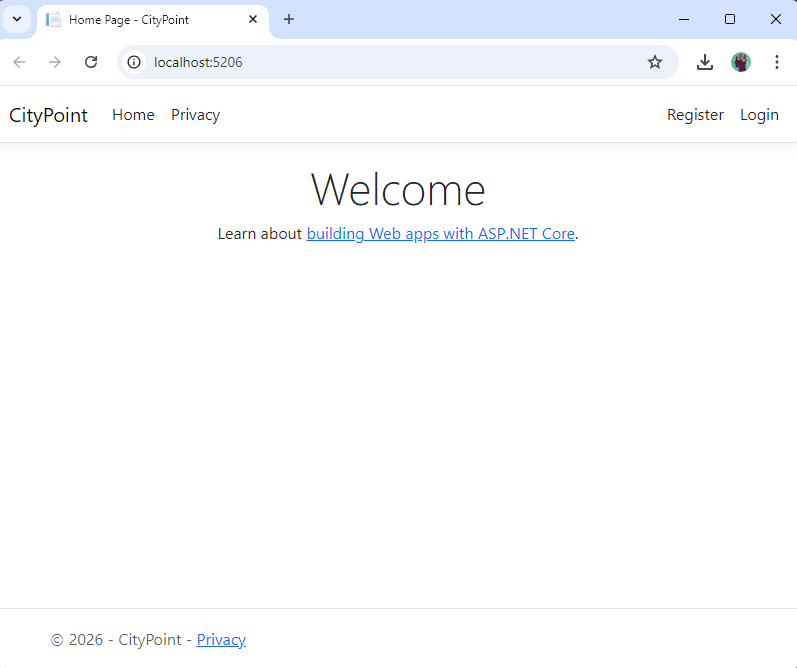 Home Page - CityPoint
localhost:5206
CityPoint Home Privacy Register Login
Welcome
Learn about building Web apps with ASP.NET Core.
© 2026 - CityPoint - Privacy